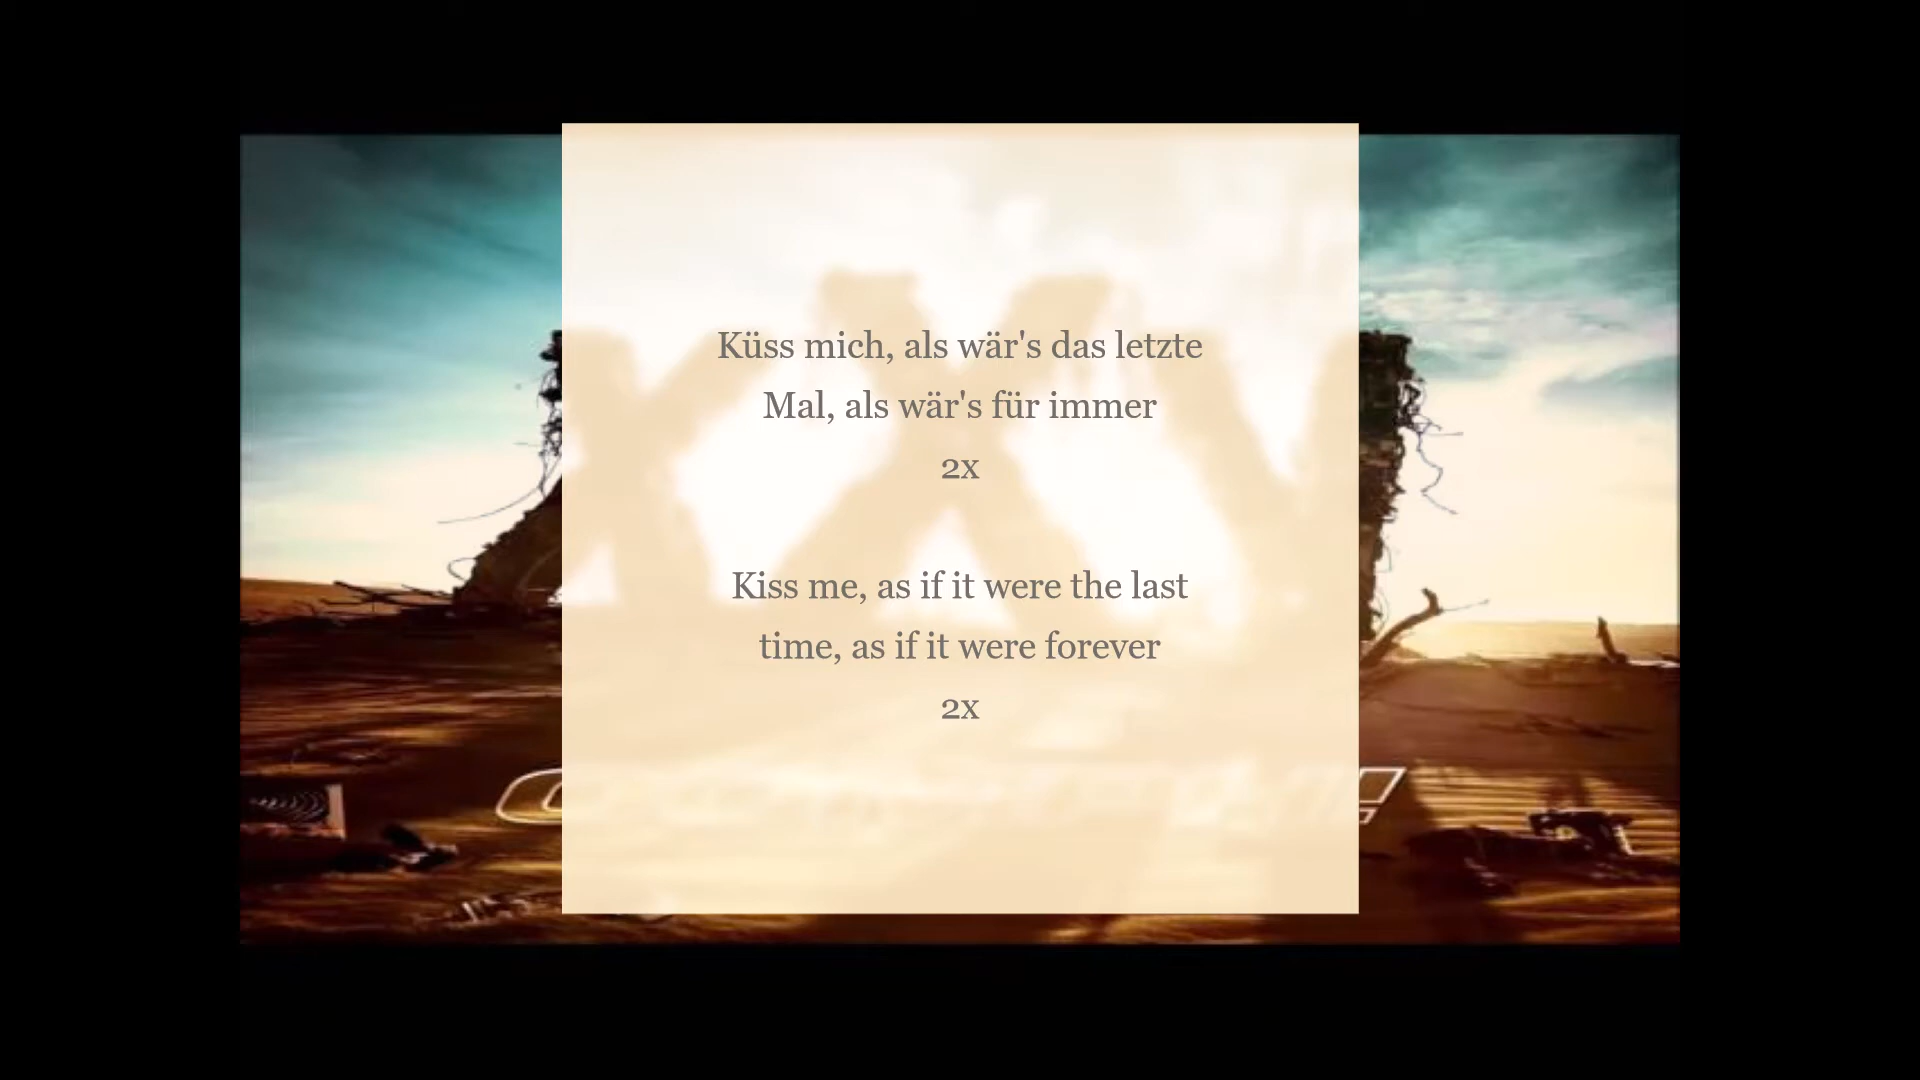 Küss mich, als wär's das letzte
Mal, als wär's für immer
2x
Kiss me, as if it were the last
time, as if it were forever
2x